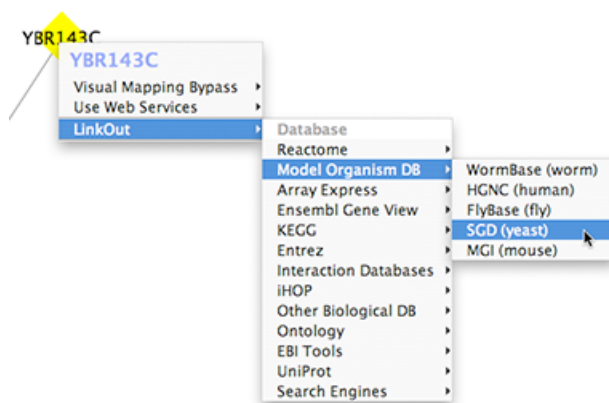 YBR143C
YBR143C
Visual Mapping Bypass
Use Web Services
LinkOut
Database
Reactome
Model Organism DB
Array Express
Ensembl Gene View
KEGG
Entrez
Interaction Databases
iHOP
Other Biological DB
Ontology
EBI Tools
UniProt
Search Engines
WormBase (worm)
HGNC (human)
FlyBase (fly)
SGD (yeast)
MGI (mouse)